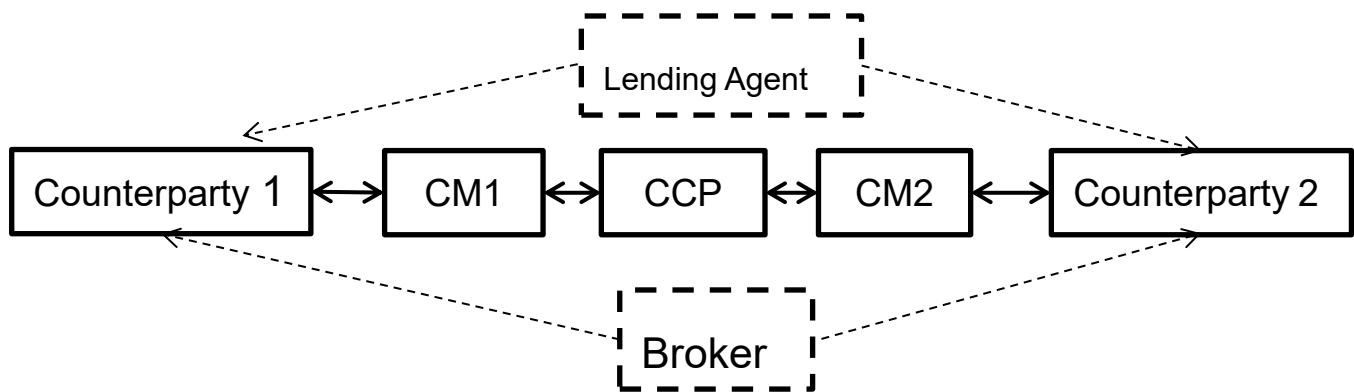 Lending Agent
Counterparty 1
CM1
CCP
CM2
Counterparty 2
Broker